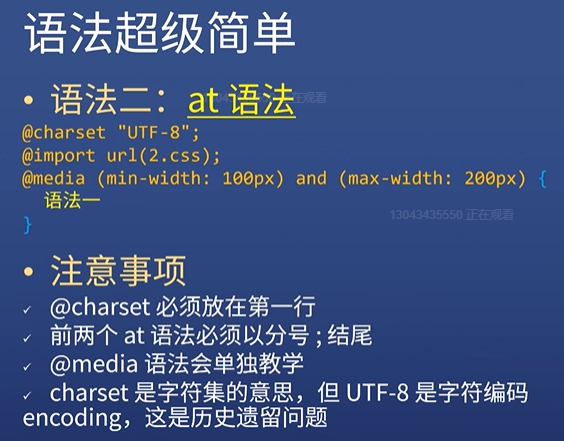 语法超级简单
• 语法二：at 语法
@charset "UTF-8";
@import url(2.css);
@media (min-width: 100px) and (max-width: 200px) {
语法一
}
13043435550 正在观看
• 注意事项
✓ @charset 必须放在第一行
✓ 前两个 at 语法必须以分号 ; 结尾
✓ @media 语法会单独教学
✓ charset 是字符集的意思，但 UTF-8 是字符编码
encoding，这是历史遗留问题